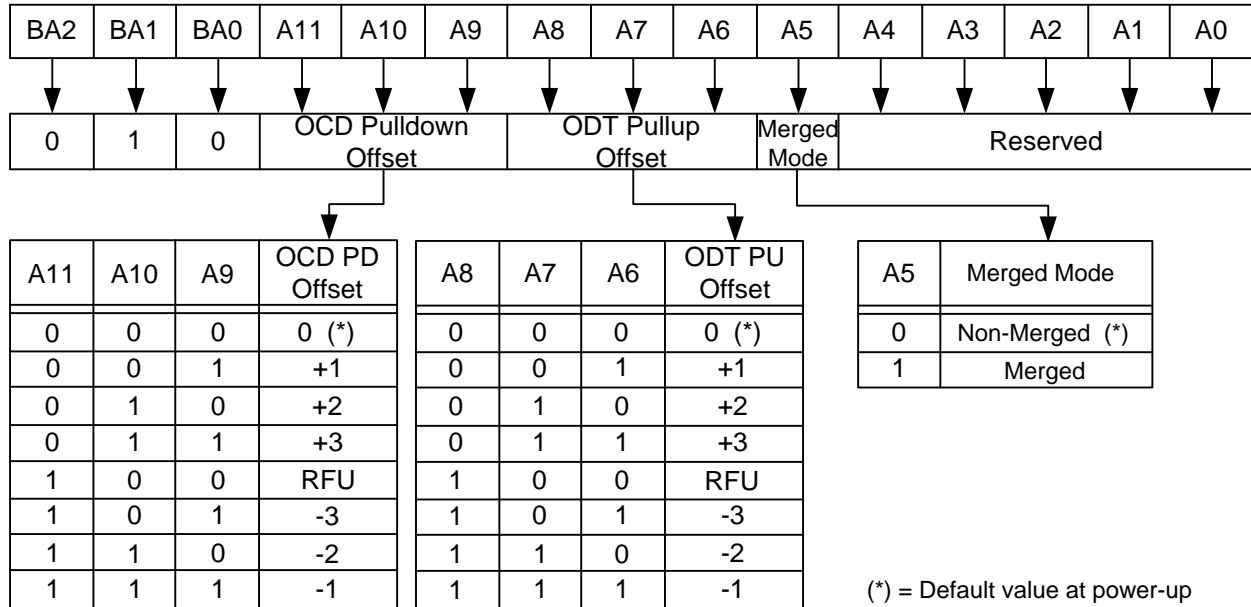 BA2 BA1 BA0 A11 A10 A9 A8 A7 A6 A5 A4 A3 A2 A1 A0
0 1 0 OCD Pulldown Offset ODT Pullup Offset Merged Mode Reserved
A11 A10 A9 OCD PD Offset
0 0 0 0 (*)
0 0 1 +1
0 1 0 +2
0 1 1 +3
1 0 0 RFU
1 0 1 -3
1 1 0 -2
1 1 1 -1
A8 A7 A6 ODT PU Offset
0 0 0 0 (*)
0 0 1 +1
0 1 0 +2
0 1 1 +3
1 0 0 RFU
1 0 1 -3
1 1 0 -2
1 1 1 -1
A5 Merged Mode
0 Non-Merged (*)
1 Merged
(*) = Default value at power-up